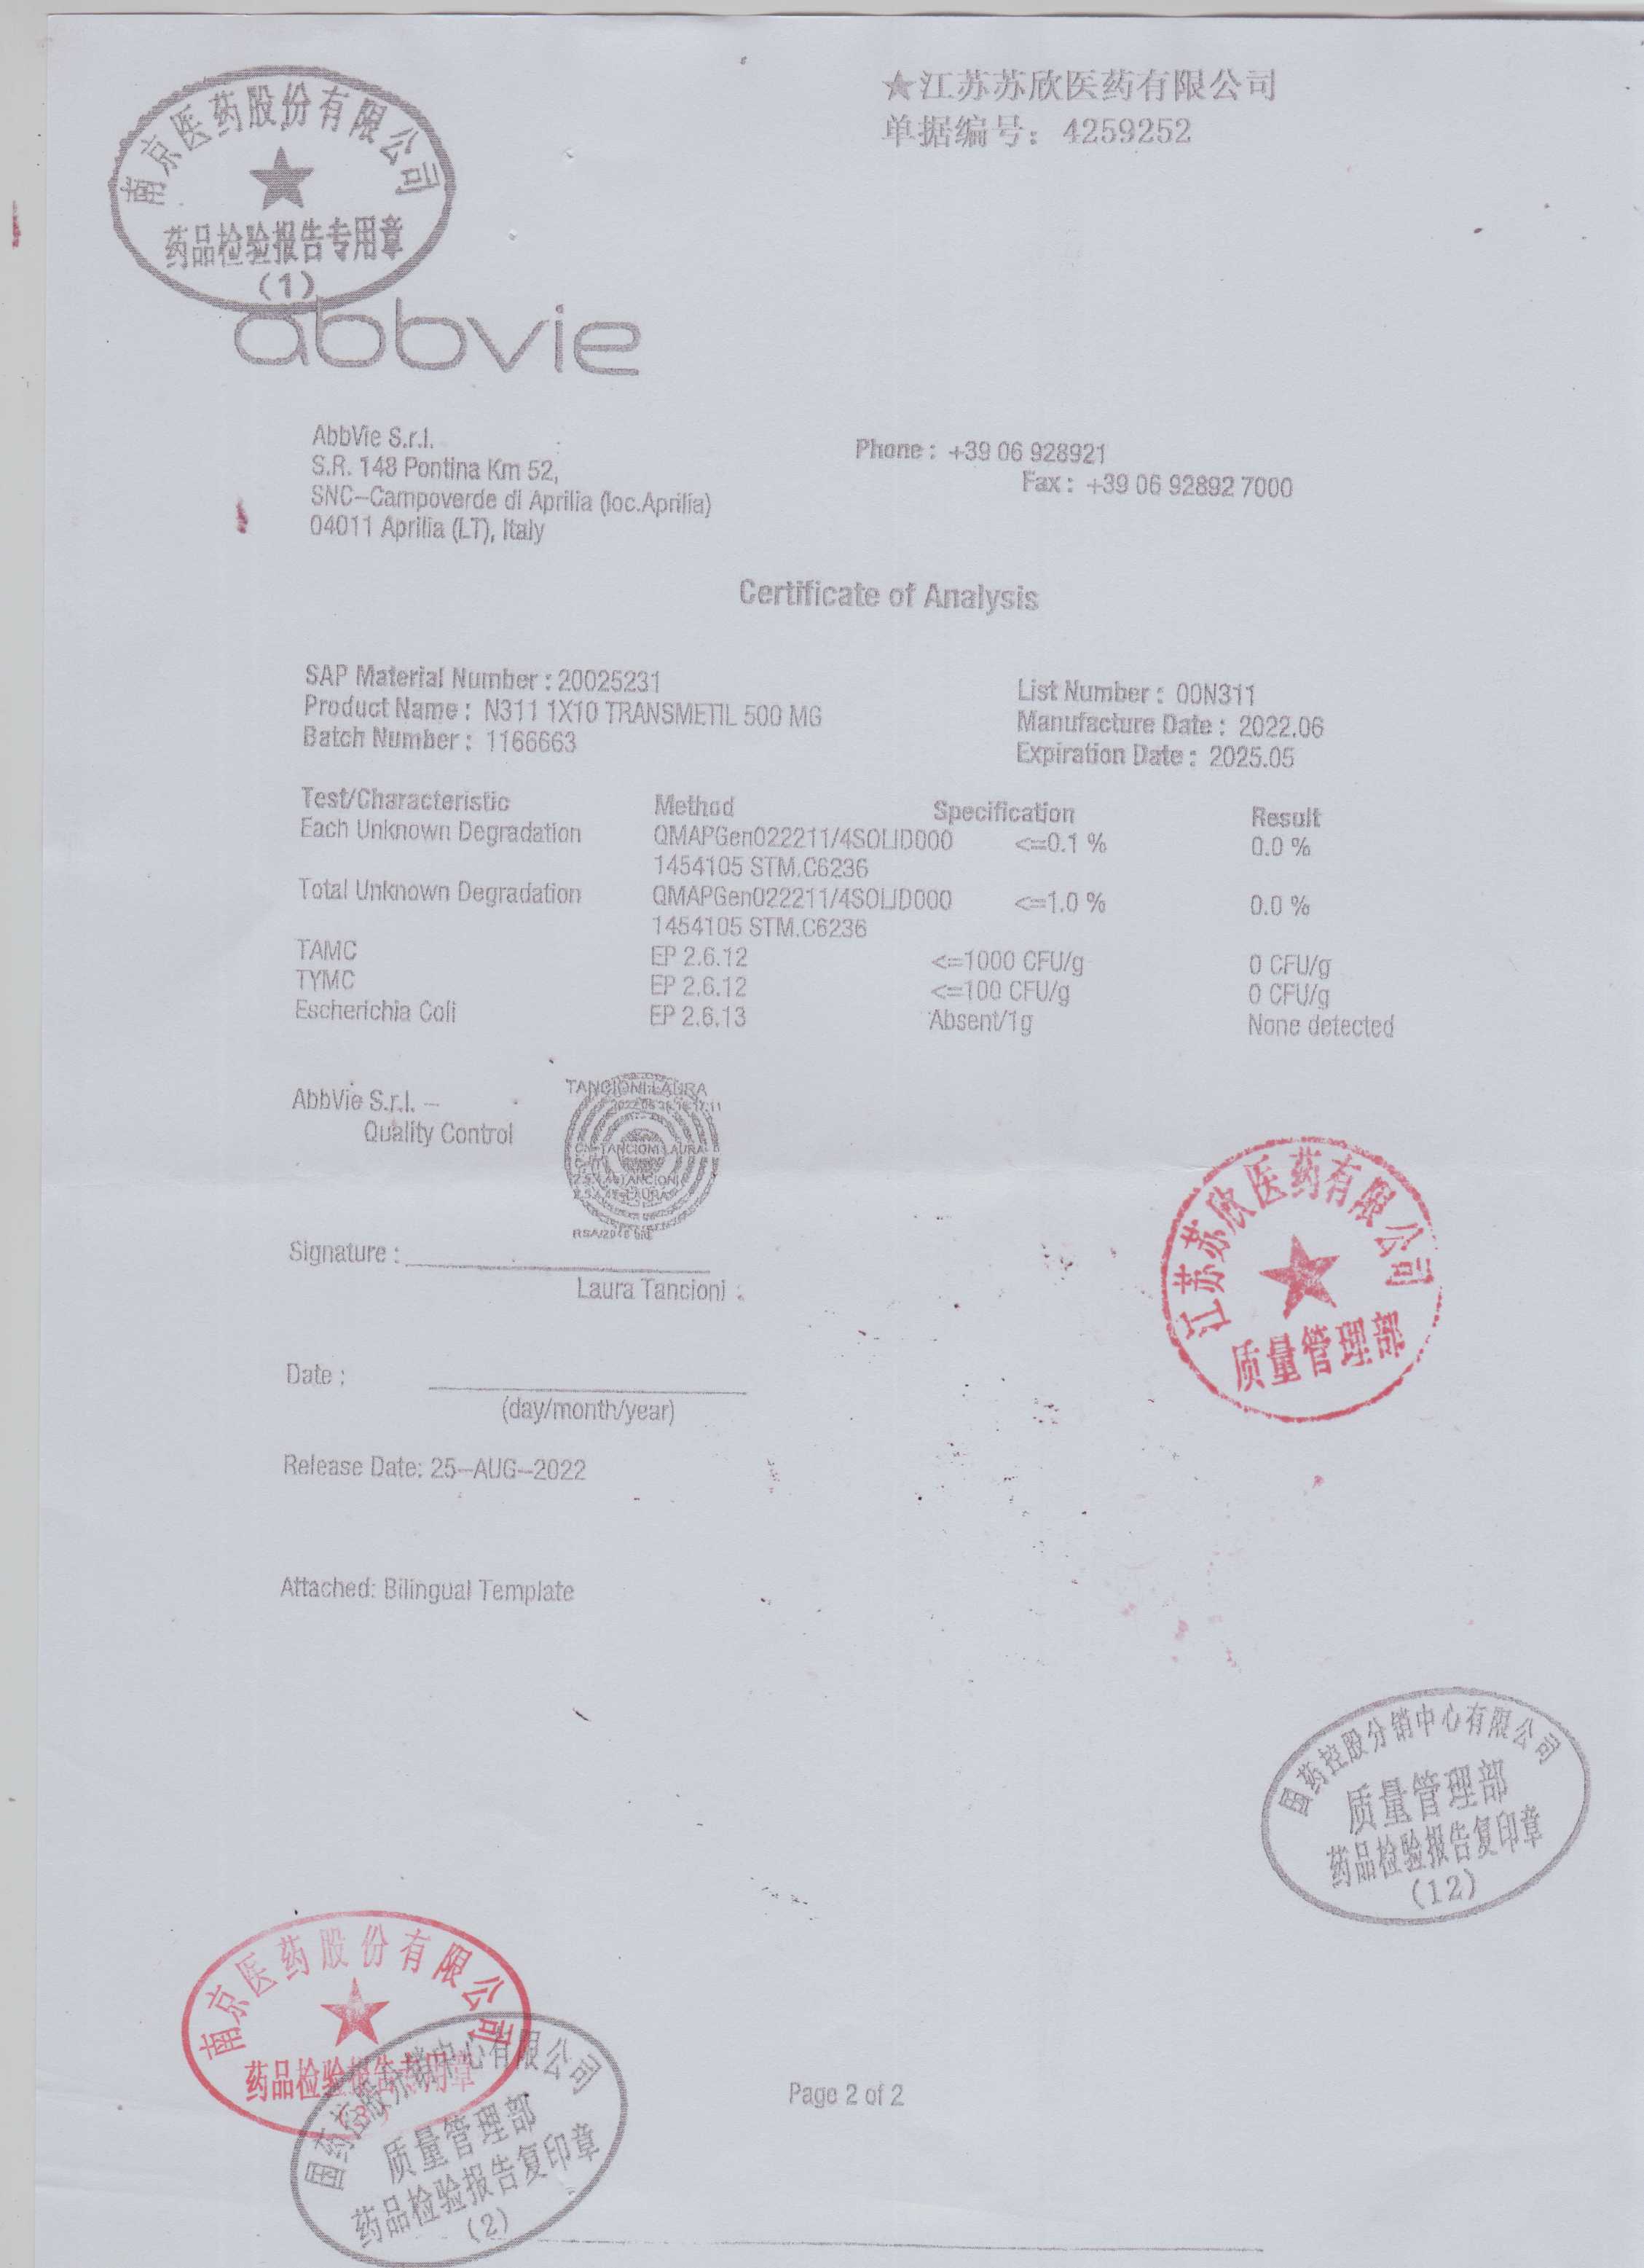 ★江苏苏欣医药有限公司
单据编号：4259252
南京医药股份有限公司
药品检验报告专用章
(1)
abbvie
AbbVie S.r.l.
S.R. 148 Pontina Km 52,
SNC–Campoverde di Aprilia (loc.Aprilia)
04011 Aprilia (LT), Italy
Phone : +39 06 928921
Fax : +39 06 92892 7000
Certificate of Analysis
SAP Material Number : 20025231
Product Name : N311 1X10 TRANSMETIL 500 MG
Batch Number : 1166663
List Number : 00N311
Manufacture Date : 2022.06
Expiration Date : 2025.05
Test/Characteristic Method Specification Result
Each Unknown Degradation QMAPGen022211/4SOLID000 <=0.1 % 0.0 %
1454105 STM.C6236
Total Unknown Degradation QMAPGen022211/4SOLID000 <=1.0 % 0.0 %
1454105 STM.C6236
TAMC EP 2.6.12 <=1000 CFU/g 0 CFU/g
TYMC EP 2.6.12 <=100 CFU/g 0 CFU/g
Escherichia Coli EP 2.6.13 Absent/1g None detected
AbbVie S.r.l. –
Quality Control
TANCIONI LAURA
Signature :
Laura Tancioni
江苏苏欣医药有限公司
质量管理部
Date :
(day/month/year)
Release Date: 25–AUG–2022
Attached: Bilingual Template
国药控股分销中心有限公司
质量管理部
药品检验报告复印章
(12)
南京医药股份有限公司
药品检验报告专用章
国药控股分销中心有限公司
质量管理部
药品检验报告复印章
(2)
Page 2 of 2